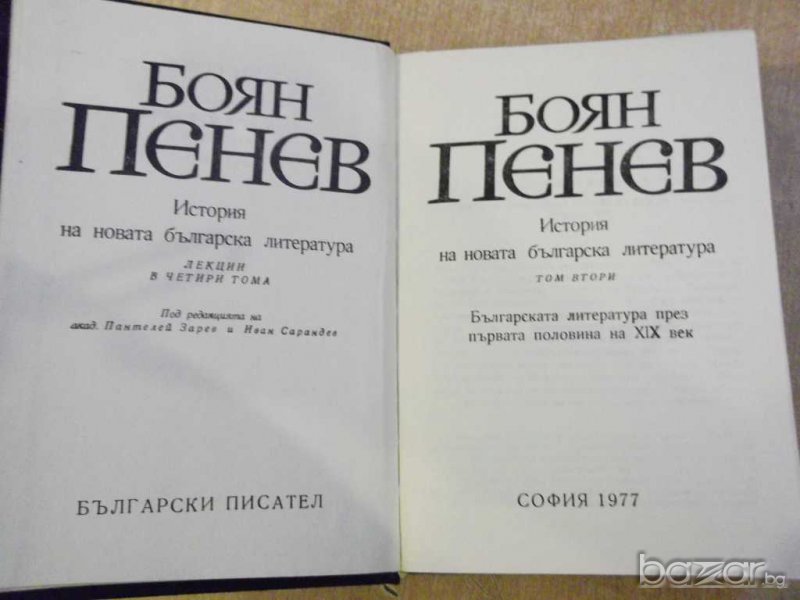 БОЯН
ПЕНЕВ
История
на новата българска литература
ЛЕКЦИИ
В ЧЕТИРИ ТОМА
Под редакцията на
акад. Пантелей Зарев и Иван Сарандев
БЪЛГАРСКИ ПИСАТЕЛ
БОЯН
ПЕНЕВ
История
на новата българска литература
ТОМ ВТОРИ
Българската литература през
първата половина на XIX век
СОФИЯ 1977
bazar.bg